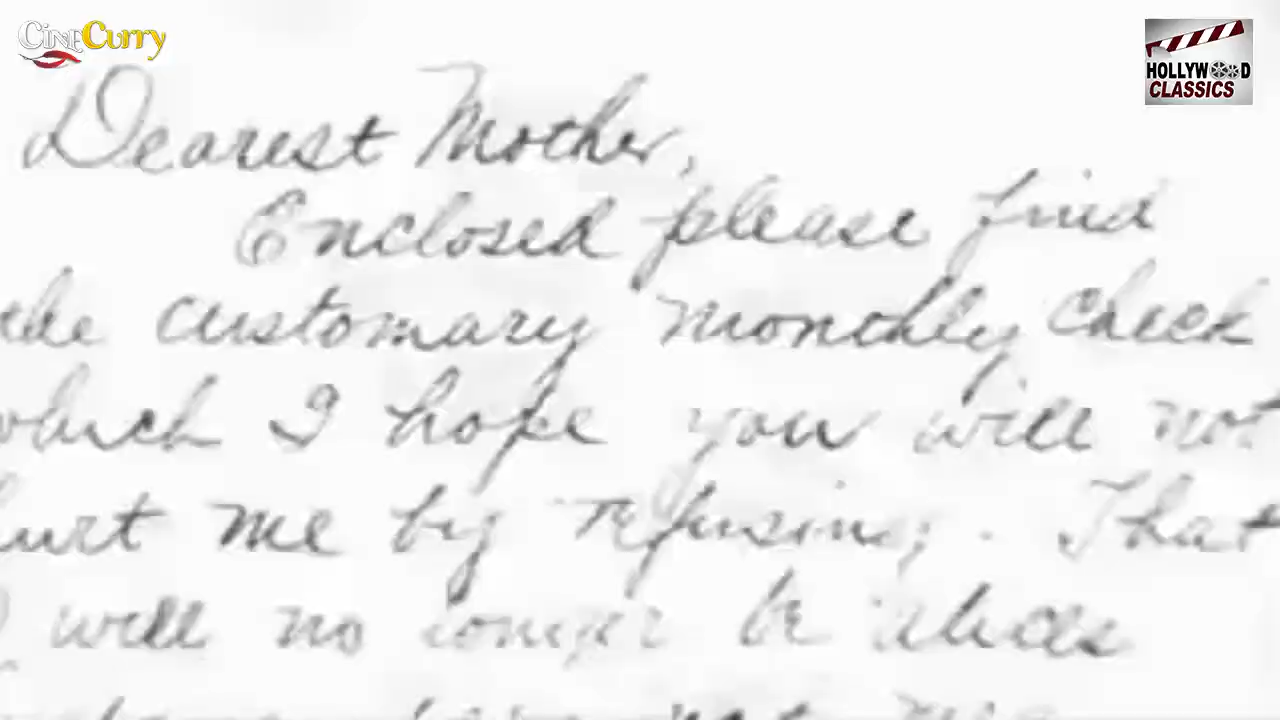 CineCurry
HOLLYWOOD
CLASSICS
Dearest Mother,
Enclosed please find
the customary monthly check
which I hope you will not
hurt me by refusing. That
I will no longer be Alice's